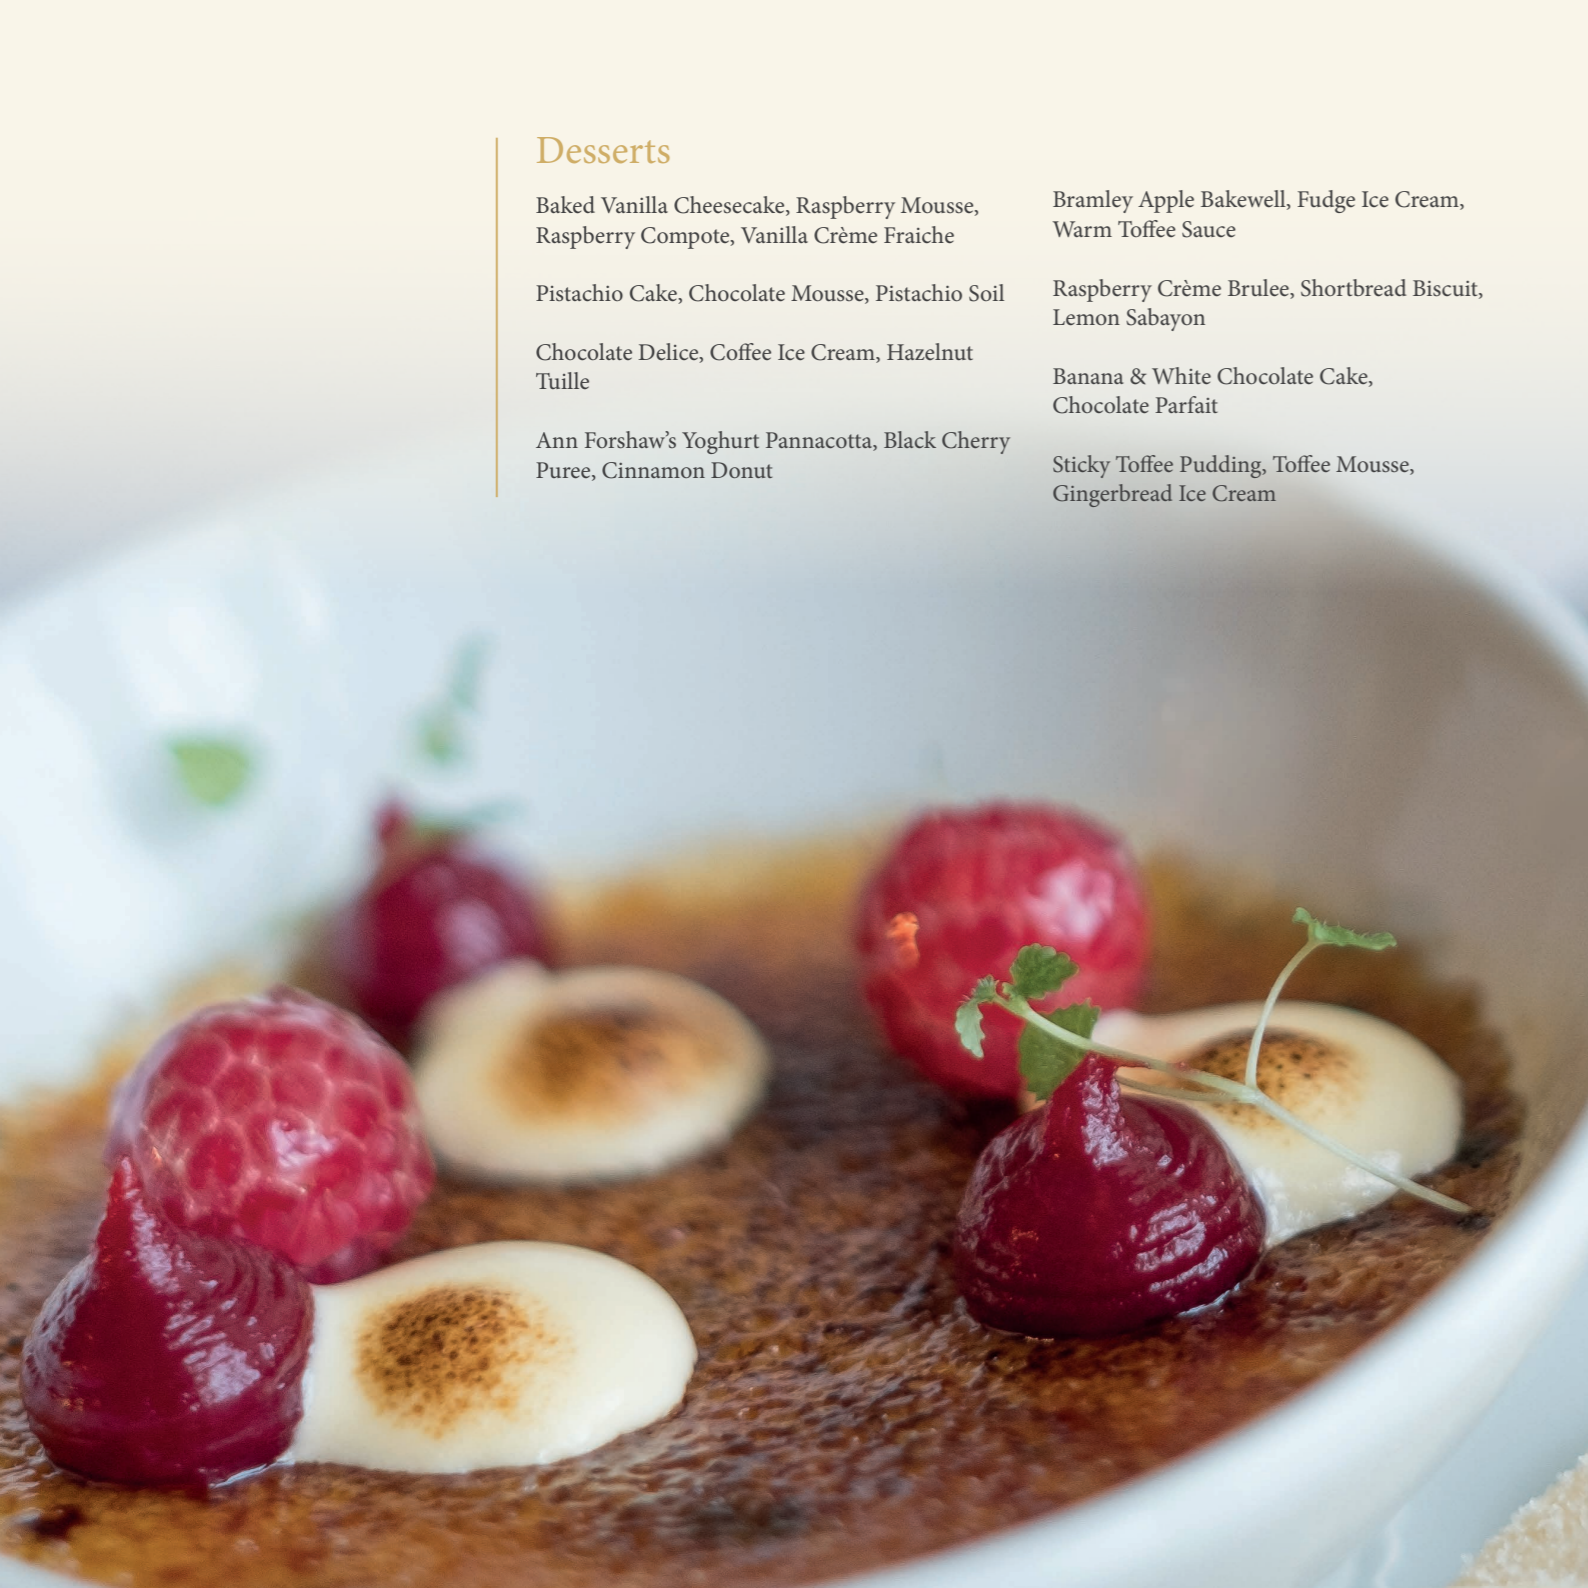 Desserts
Baked Vanilla Cheesecake, Raspberry Mousse,
Raspberry Compote, Vanilla Crème Fraiche
Pistachio Cake, Chocolate Mousse, Pistachio Soil
Chocolate Delice, Coffee Ice Cream, Hazelnut
Tuille
Ann Forshaw’s Yoghurt Pannacotta, Black Cherry
Puree, Cinnamon Donut
Bramley Apple Bakewell, Fudge Ice Cream,
Warm Toffee Sauce
Raspberry Crème Brulee, Shortbread Biscuit,
Lemon Sabayon
Banana & White Chocolate Cake,
Chocolate Parfait
Sticky Toffee Pudding, Toffee Mousse,
Gingerbread Ice Cream